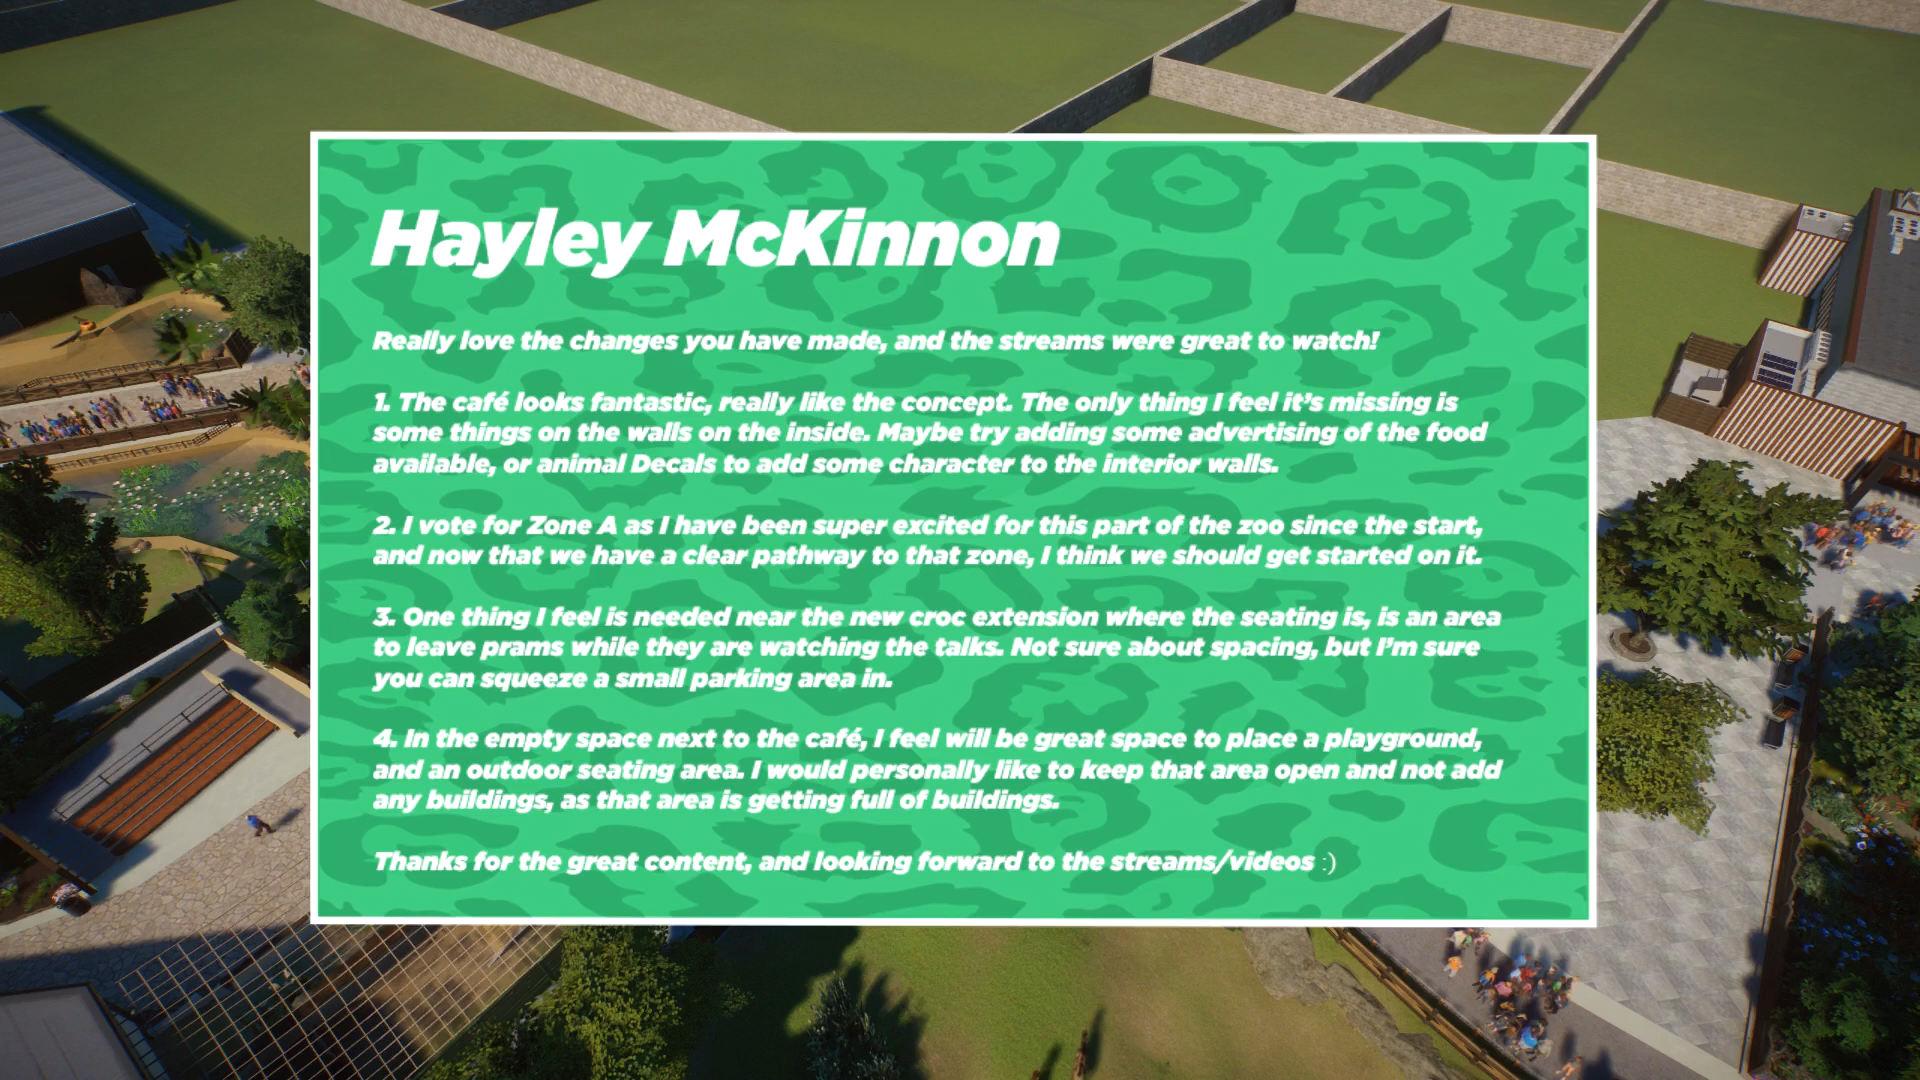 Hayley McKinnon
Really love the changes you have made, and the streams were great to watch!
1. The café looks fantastic, really like the concept. The only thing I feel it's missing is
some things on the walls on the inside. Maybe try adding some advertising of the food
available, or animal Decals to add some character to the interior walls.
2. I vote for Zone A as I have been super excited for this part of the zoo since the start,
and now that we have a clear pathway to that zone, I think we should get started on it.
3. One thing I feel is needed near the new croc extension where the seating is, is an area
to leave prams while they are watching the talks. Not sure about spacing, but I'm sure
you can squeeze a small parking area in.
4. In the empty space next to the café, I feel will be great space to place a playground,
and an outdoor seating area. I would personally like to keep that area open and not add
any buildings, as that area is getting full of buildings.
Thanks for the great content, and looking forward to the streams/videos :)